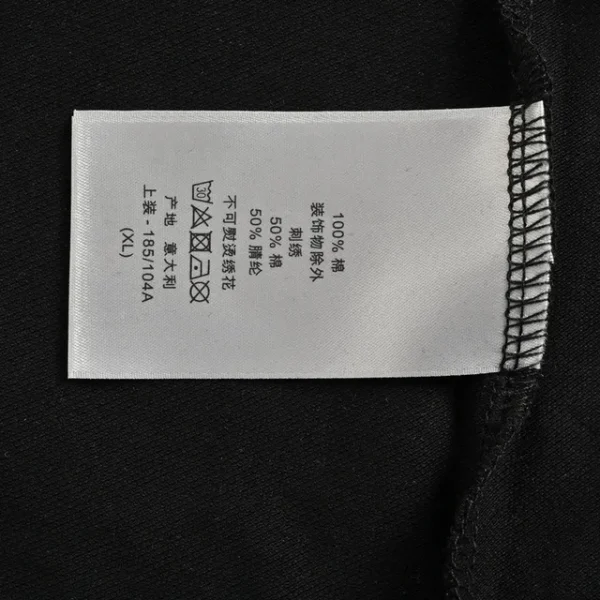 100% 棉
装饰物除外
刺绣
50% 棉
50% 腈纶
不可熨烫绣花
30
产地 意大利
上装 - 185/104A
(XL)